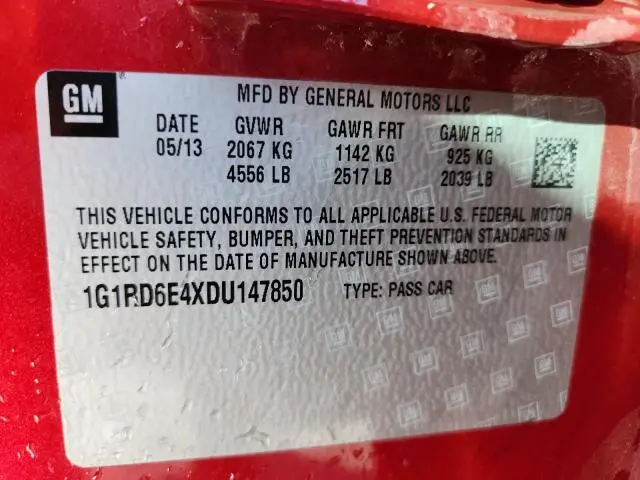 GM
MFD BY GENERAL MOTORS LLC
DATE GVWR GAWR FRT GAWR RR
05/13 2067 KG 1142 KG 925 KG
4556 LB 2517 LB 2039 LB
THIS VEHICLE CONFORMS TO ALL APPLICABLE U.S. FEDERAL MOTOR
VEHICLE SAFETY, BUMPER, AND THEFT PREVENTION STANDARDS IN
EFFECT ON THE DATE OF MANUFACTURE SHOWN ABOVE.
1G1RD6E4XDU147850 TYPE: PASS CAR